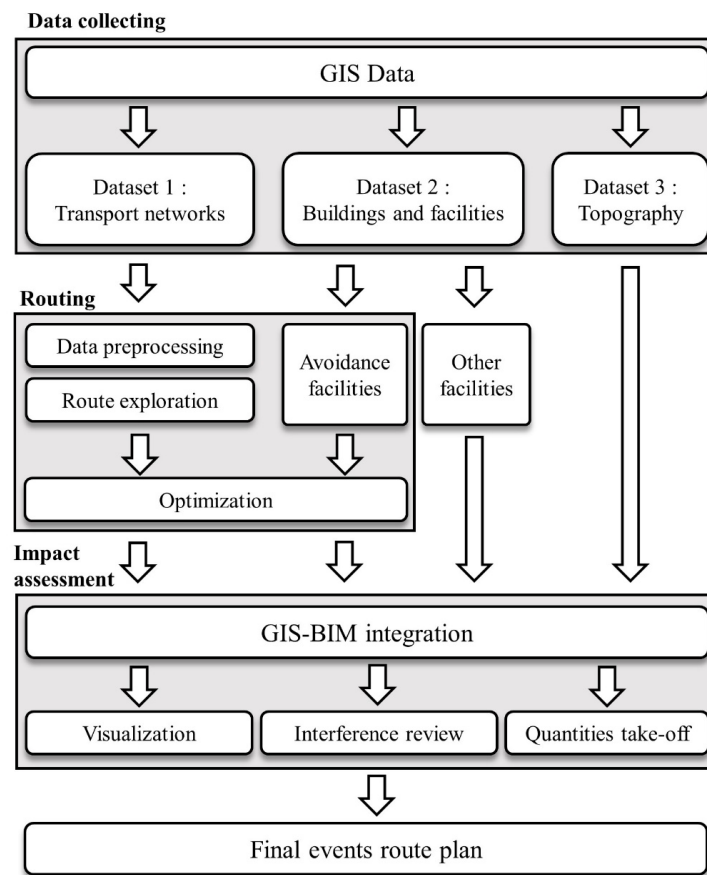 Data collecting
GIS Data
Dataset 1 :
Transport networks
Dataset 2 :
Buildings and facilities
Dataset 3 :
Topography
Routing
Data preprocessing
Route exploration
Avoidance
facilities
Other
facilities
Optimization
Impact
assessment
GIS-BIM integration
Visualization
Interference review
Quantities take-off
Final events route plan